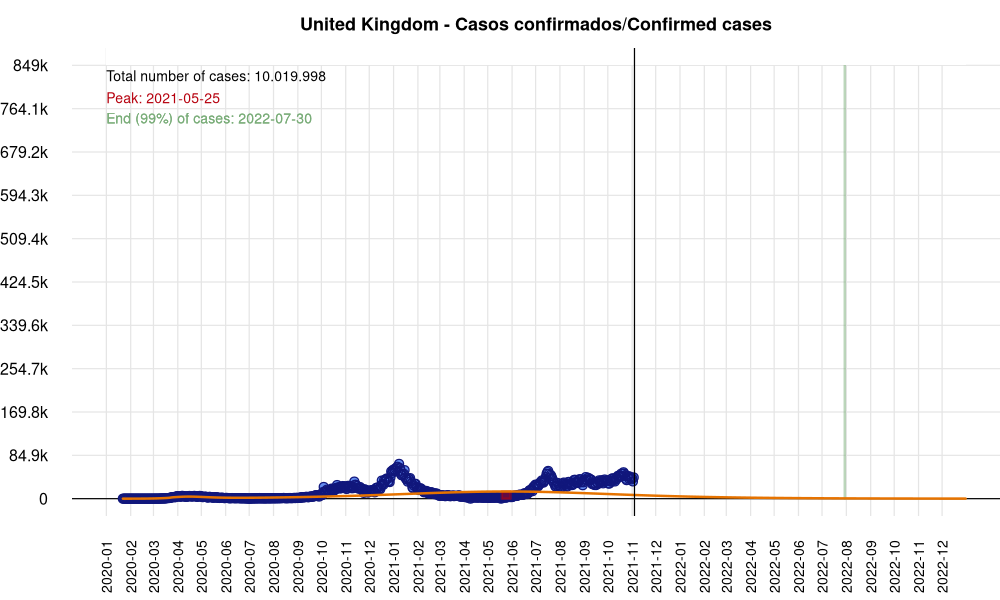 United Kingdom - Casos confirmados/Confirmed cases
849k
Total number of cases: 10.019.998
Peak: 2021-05-25
764.1k
End (99%) of cases: 2022-07-30
679.2k
594.3k
509.4k
424.5k
339.6k
254.7k
169.8k
84.9k
0
2020-01
2020-02
2020-03
2020-04
2020-05
2020-06
2020-07
2020-08
2020-09
2020-10
2020-11
2020-12
2021-01
2021-02
2021-03
2021-04
2021-05
2021-06
2021-07
2021-08
2021-09
2021-10
2021-11
2021-12
2022-01
2022-02
2022-03
2022-04
2022-05
2022-06
2022-07
2022-08
2022-09
2022-10
2022-11
2022-12